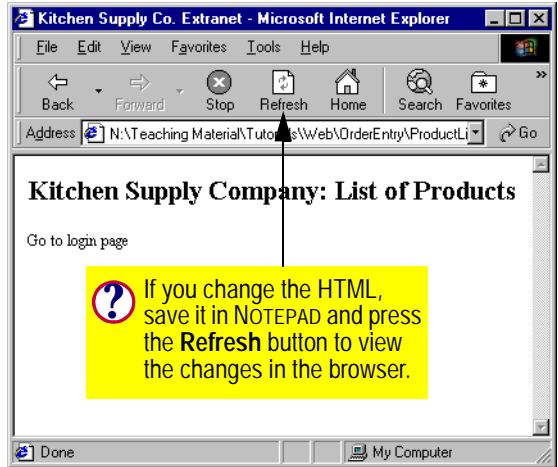 Kitchen Supply Co. Extranet - Microsoft Internet Explorer
File Edit View Favorites Tools Help
Back Forward Stop Refresh Home Search Favorites »
Address N:\Teaching Material\Tutorials\Web\OrderEntry\ProductLi Go
Kitchen Supply Company: List of Products
Go to login page
? If you change the HTML,
save it in NOTEPAD and press
the Refresh button to view
the changes in the browser.
Done My Computer